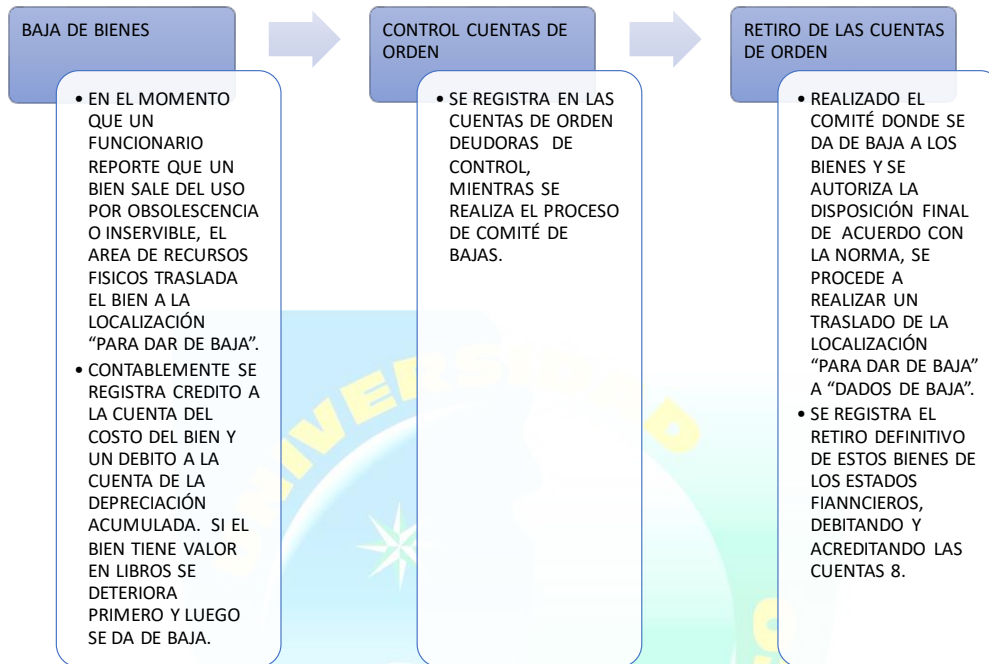 BAJA DE BIENES
• EN EL MOMENTO
QUE UN
FUNCIONARIO
REPORTE QUE UN
BIEN SALE DEL USO
POR OBSOLESCENCIA
O INSERVIBLE, EL
AREA DE RECURSOS
FISICOS TRASLADA
EL BIEN A LA
LOCALIZACIÓN
“PARA DAR DE BAJA”.
• CONTABLEMENTE SE
REGISTRA CREDITO A
LA CUENTA DEL
COSTO DEL BIEN Y
UN DEBITO A LA
CUENTA DE LA
DEPRECIACIÓN
ACUMULADA. SI EL
BIEN TIENE VALOR
EN LIBROS SE
DETERIORA
PRIMERO Y LUEGO
SE DA DE BAJA.
CONTROL CUENTAS DE
ORDEN
• SE REGISTRA EN LAS
CUENTAS DE ORDEN
DEUDORAS DE
CONTROL,
MIENTRAS SE
REALIZA EL PROCESO
DE COMITÉ DE
BAJAS.
RETIRO DE LAS CUENTAS
DE ORDEN
• REALIZADO EL
COMITÉ DONDE SE
DA DE BAJA A LOS
BIENES Y SE
AUTORIZA LA
DISPOSICIÓN FINAL
DE ACUERDO CON
LA NORMA, SE
PROCEDE A
REALIZAR UN
TRASLADO DE LA
LOCALIZACIÓN
“PARA DAR DE BAJA”
A “DADOS DE BAJA”.
• SE REGISTRA EL
RETIRO DEFINITIVO
DE ESTOS BIENES DE
LOS ESTADOS
FIANNCIEROS,
DEBITANDO Y
ACREDITANDO LAS
CUENTAS 8.
UNIVERSIDAD